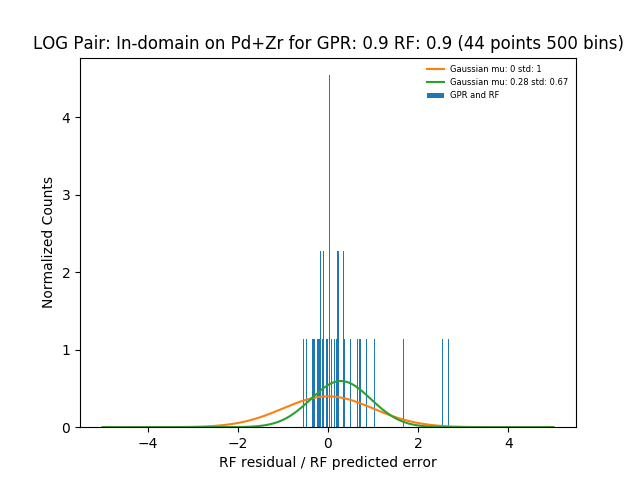 LOG Pair: In-domain on Pd+Zr for GPR: 0.9 RF: 0.9 (44 points 500 bins)
Gaussian mu: 0 std: 1
Gaussian mu: 0.28 std: 0.67
GPR and RF
Normalized Counts
4
3
2
1
0
−4 −2 0 2 4
RF residual / RF predicted error